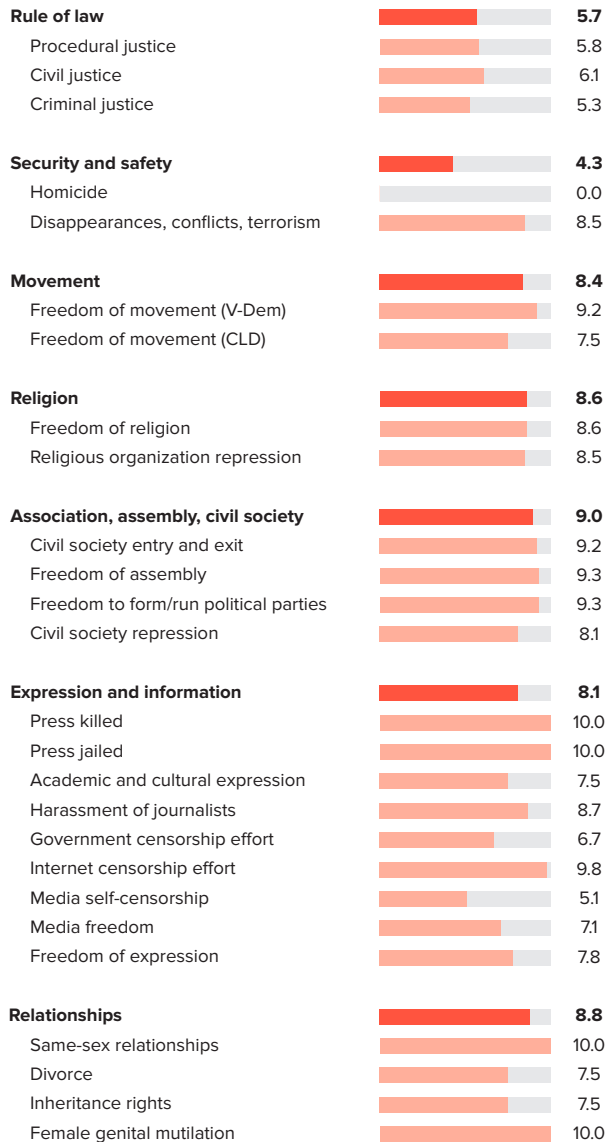 Rule of law 5.7
Procedural justice 5.8
Civil justice 6.1
Criminal justice 5.3
Security and safety 4.3
Homicide 0.0
Disappearances, conflicts, terrorism 8.5
Movement 8.4
Freedom of movement (V-Dem) 9.2
Freedom of movement (CLD) 7.5
Religion 8.6
Freedom of religion 8.6
Religious organization repression 8.5
Association, assembly, civil society 9.0
Civil society entry and exit 9.2
Freedom of assembly 9.3
Freedom to form/run political parties 9.3
Civil society repression 8.1
Expression and information 8.1
Press killed 10.0
Press jailed 10.0
Academic and cultural expression 7.5
Harassment of journalists 8.7
Government censorship effort 6.7
Internet censorship effort 9.8
Media self-censorship 5.1
Media freedom 7.1
Freedom of expression 7.8
Relationships 8.8
Same-sex relationships 10.0
Divorce 7.5
Inheritance rights 7.5
Female genital mutilation 10.0